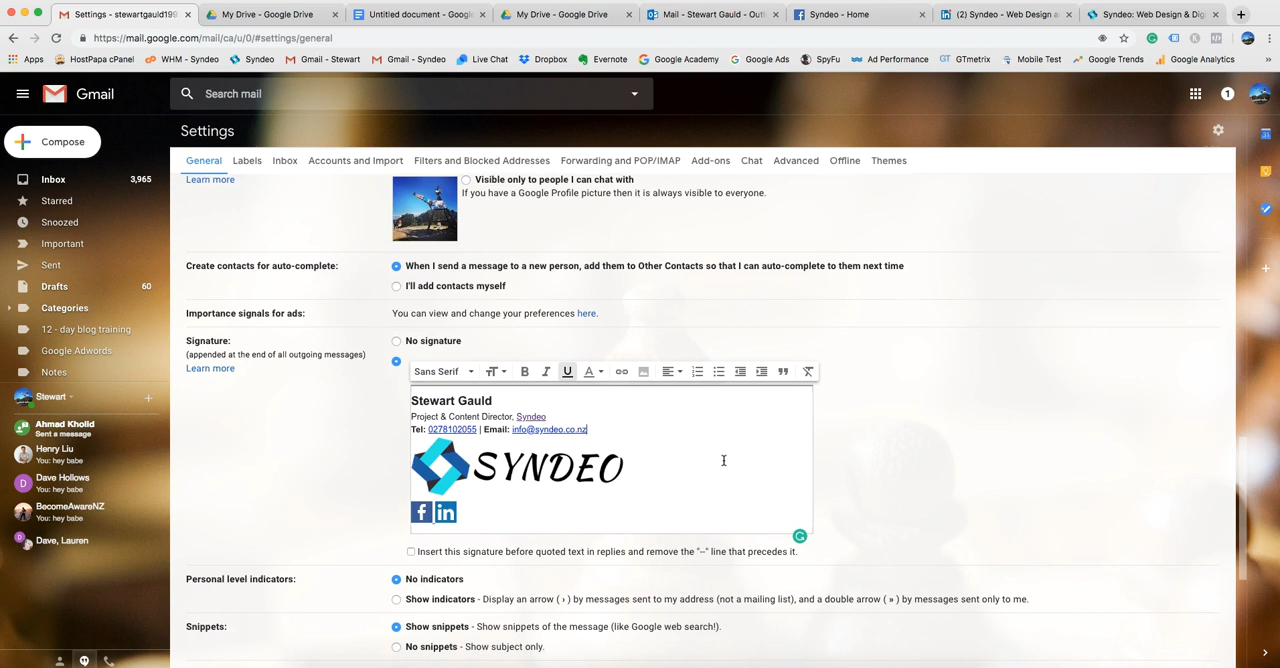 Settings - stewartgauld199
My Drive - Google Drive
Untitled document - Google
My Drive - Google Drive
Mail - Stewart Gauld - Outl
Syndeo - Home
(2) Syndeo - Web Design a
Syndeo: Web Design & Dig
https://mail.google.com/mail/ca/u/0/#settings/general
Apps
HostPapa cPanel
WHM - Syndeo
Syndeo
Gmail - Stewart
Gmail - Syndeo
Live Chat
Dropbox
Evernote
Google Academy
Google Ads
SpyFu
Ad Performance
GT GTmetrix
Mobile Test
Google Trends
Google Analytics
»
Gmail
Search mail
1
Compose
Settings
General Labels Inbox Accounts and Import Filters and Blocked Addresses Forwarding and POP/IMAP Add-ons Chat Advanced Offline Themes
Inbox 3,965
Starred
Snoozed
Important
Sent
Drafts 60
Categories
12 - day blog training
Google Adwords
Notes
Stewart
Ahmad Kholid
Sent a message
Henry Liu
You: hey babe
D
Dave Hollows
You: hey babe
BecomeAwareNZ
You: hey babe
D
Dave, Lauren
Learn more
Visible only to people I can chat with
If you have a Google Profile picture then it is always visible to everyone.
Create contacts for auto-complete:
When I send a message to a new person, add them to Other Contacts so that I can auto-complete to them next time
I'll add contacts myself
Importance signals for ads:
You can view and change your preferences here.
Signature:
(appended at the end of all outgoing messages)
Learn more
No signature
Sans Serif
B I U A
Stewart Gauld
Project & Content Director, Syndeo
Tel: 0278102055 | Email: info@syndeo.co.nz
SYNDEO
f in
Insert this signature before quoted text in replies and remove the "--" line that precedes it.
Personal level indicators:
No indicators
Show indicators - Display an arrow ( › ) by messages sent to my address (not a mailing list), and a double arrow ( » ) by messages sent only to me.
Snippets:
Show snippets - Show snippets of the message (like Google web search!).
No snippets - Show subject only.